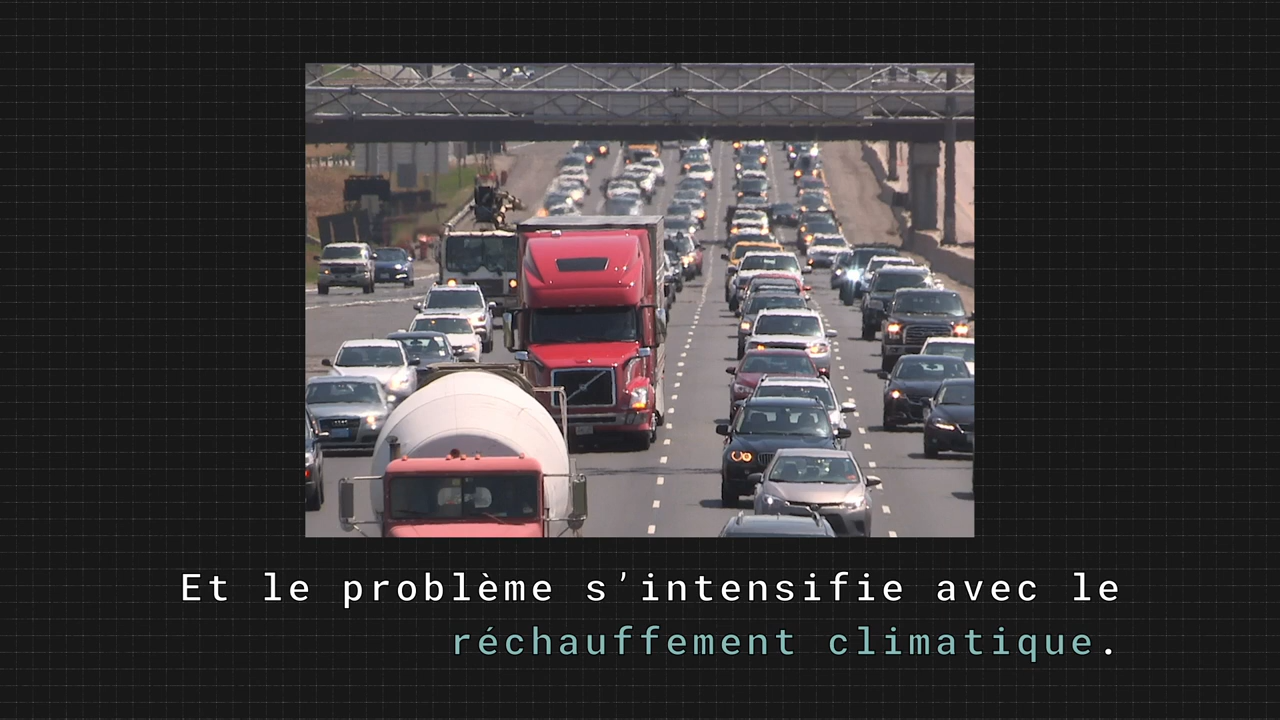 Et le problème s’intensifie avec le
réchauffement climatique.